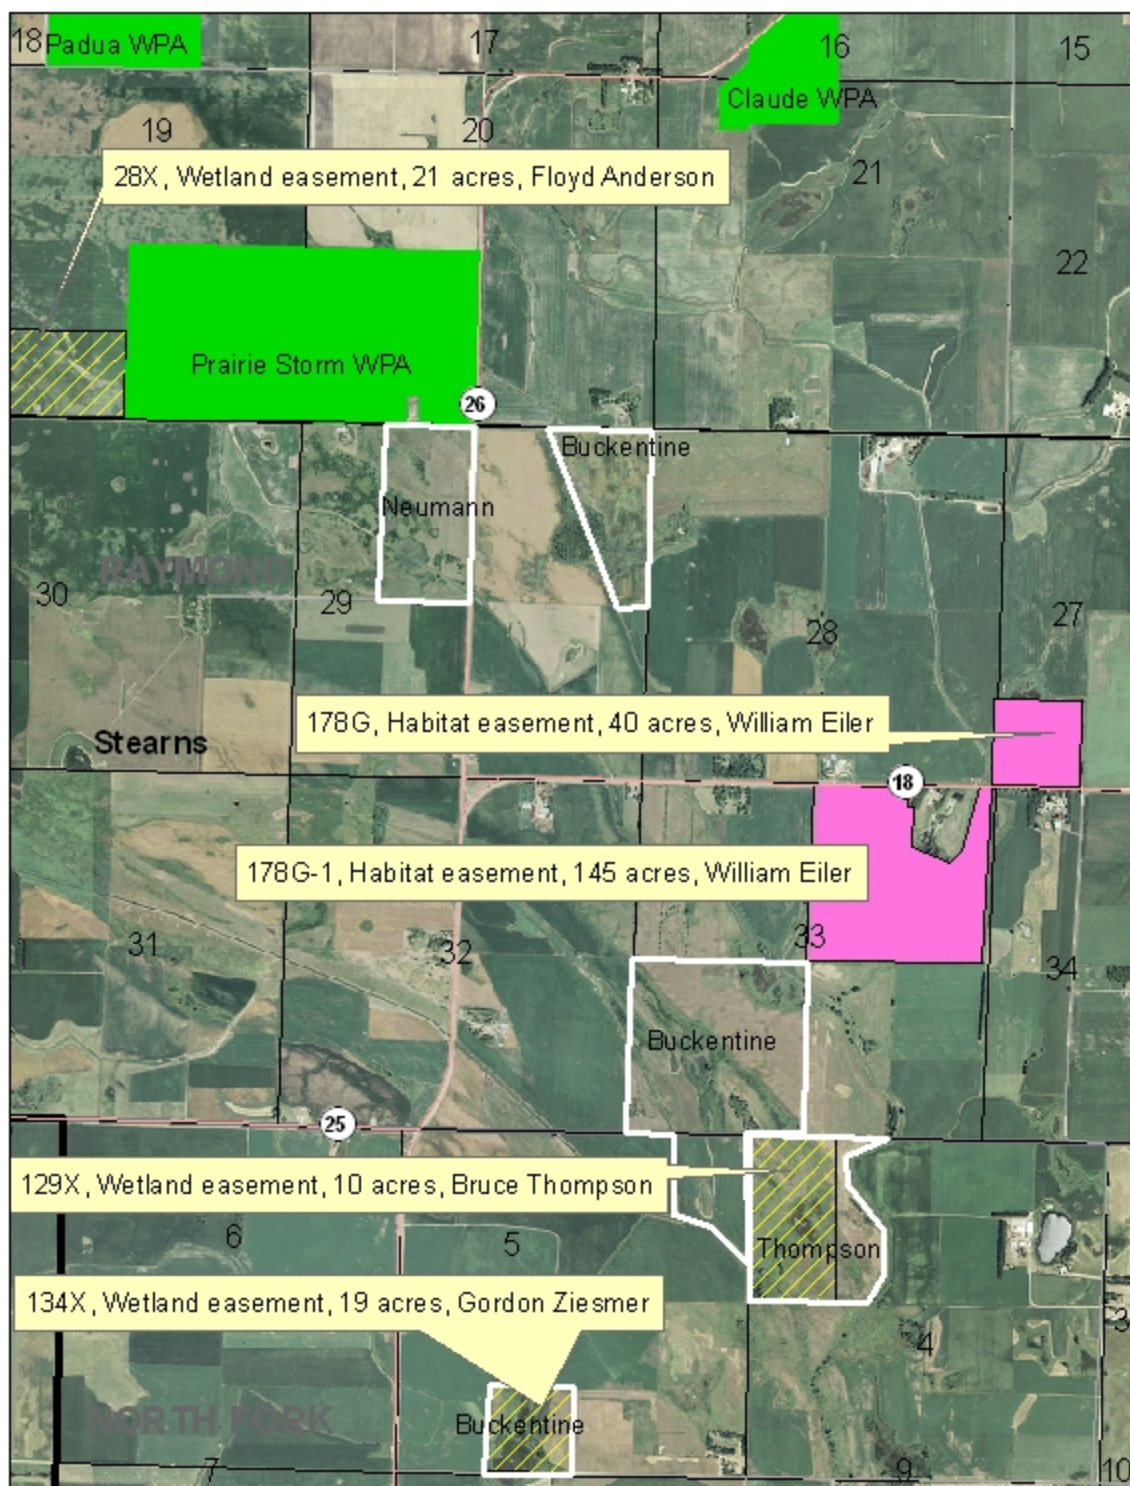 18 Padua WPA 17 16 15
Claude WPA
19 20
21
28X, Wetland easement, 21 acres, Floyd Anderson
22
Prairie Storm WPA
26
Buckentine
Neumann
RAYMOND
30 29 28 27
178G, Habitat easement, 40 acres, William Eiler
Stearns
18
178G-1, Habitat easement, 145 acres, William Eiler
31 32 33 34
Buckentine
25
129X, Wetland easement, 10 acres, Bruce Thompson
6 5
Thompson
134X, Wetland easement, 19 acres, Gordon Ziesmer
4 3
NORTH FORK
Buckentine
7 9 10